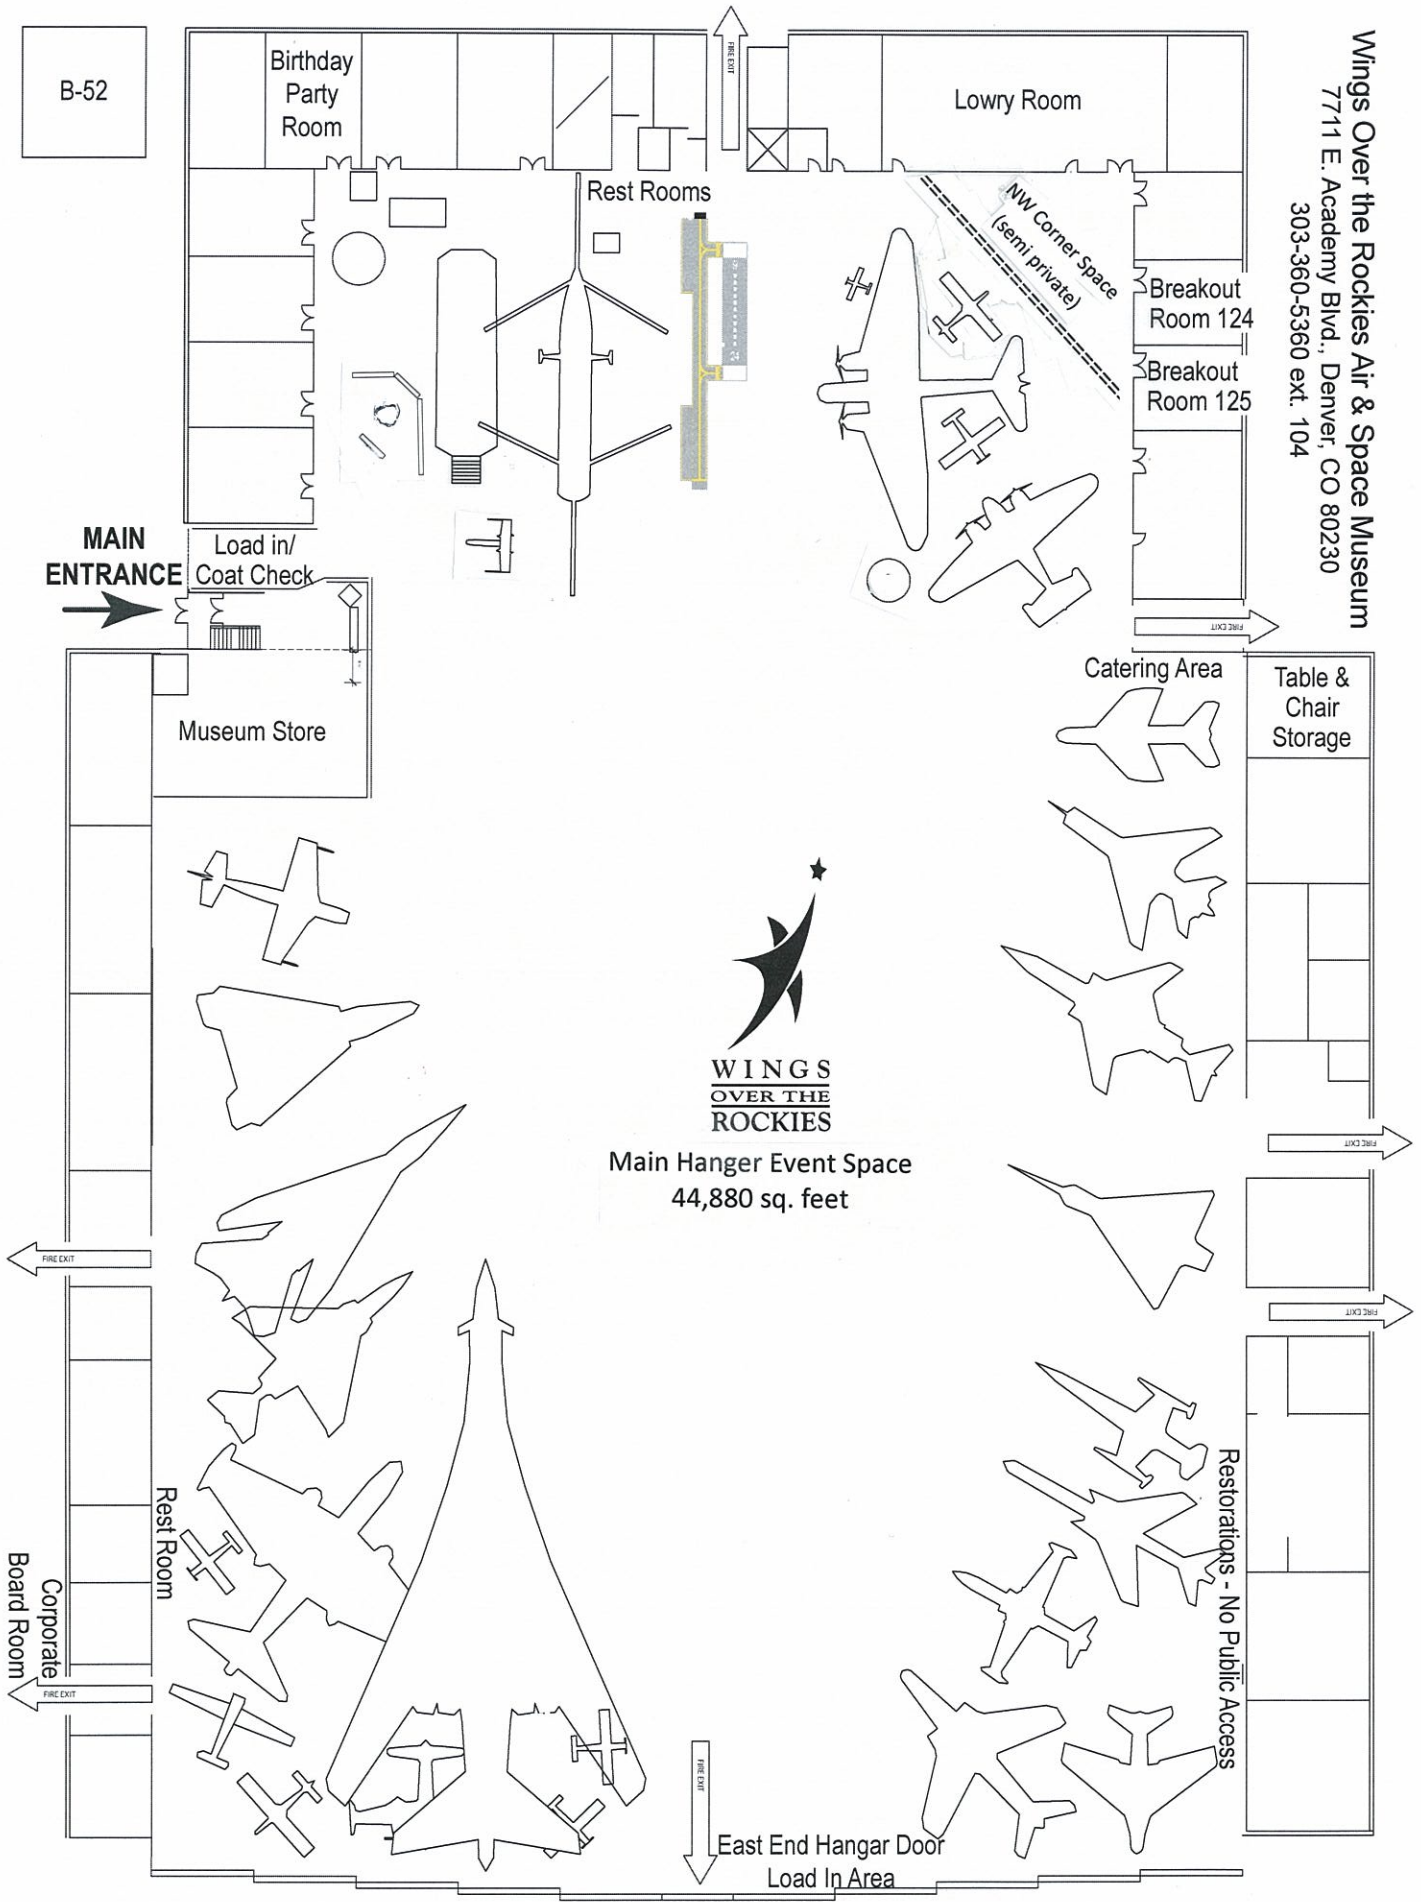 Wings Over the Rockies Air & Space Museum
7711 E. Academy Blvd., Denver, CO 80230
303-360-5360 ext. 104
B-52
Birthday
Party
Room
FIRE EXIT
Lowry Room
Rest Rooms
NW Corner Space
(semi private)
24
Breakout
Room 124
Breakout
Room 125
MAIN
ENTRANCE
Load in/
Coat Check
FIRE EXIT
Catering Area
Table &
Chair
Storage
Museum Store
WINGS
OVER THE
ROCKIES
Main Hanger Event Space
44,880 sq. feet
FIRE EXIT
FIRE EXIT
FIRE EXIT
Rest Room
Corporate
Board Room
FIRE EXIT
Restorations - No Public Access
FIRE EXIT
East End Hangar Door
Load In Area